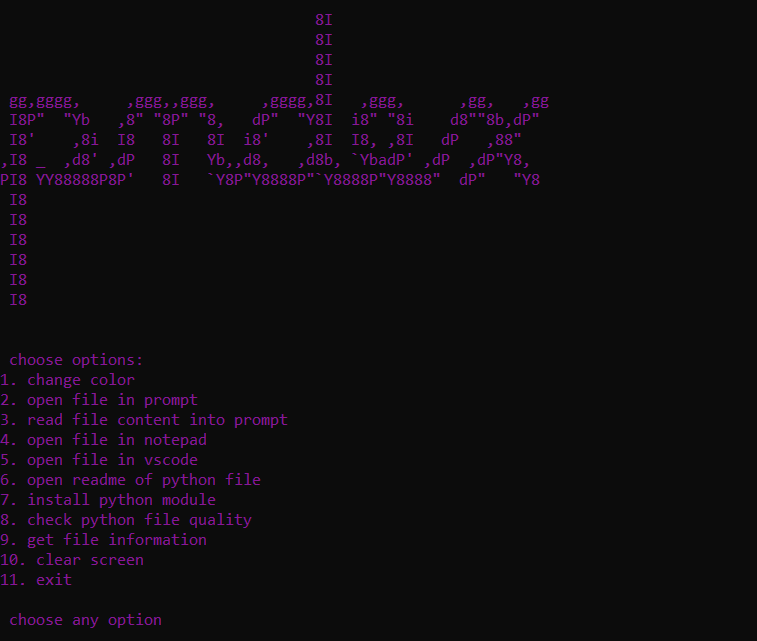 8I
                                   8I
                                   8I
                                   8I
 gg,gggg,     ,ggg,,ggg,     ,gggg,8I   ,ggg,      ,gg,   ,gg
 I8P"  "Yb   ,8" "8P" "8,   dP"  "Y8I  i8" "8i    d8""8b,dP"
 I8'    ,8i  I8   8I   8I  i8'    ,8I  I8, ,8I   dP   ,88"
,I8 _  ,d8' ,dP   8I   Yb,,d8,   ,d8b, `YbadP' ,dP  ,dP"Y8,
PI8 YY88888P8P'   8I    `Y8P"Y8888P"`Y8888P"Y8888"  dP"   "Y8
 I8
 I8
 I8
 I8
 I8
 I8
 choose options:
1. change color
2. open file in prompt
3. read file content into prompt
4. open file in notepad
5. open file in vscode
6. open readme of python file
7. install python module
8. check python file quality
9. get file information
10. clear screen
11. exit
 choose any option